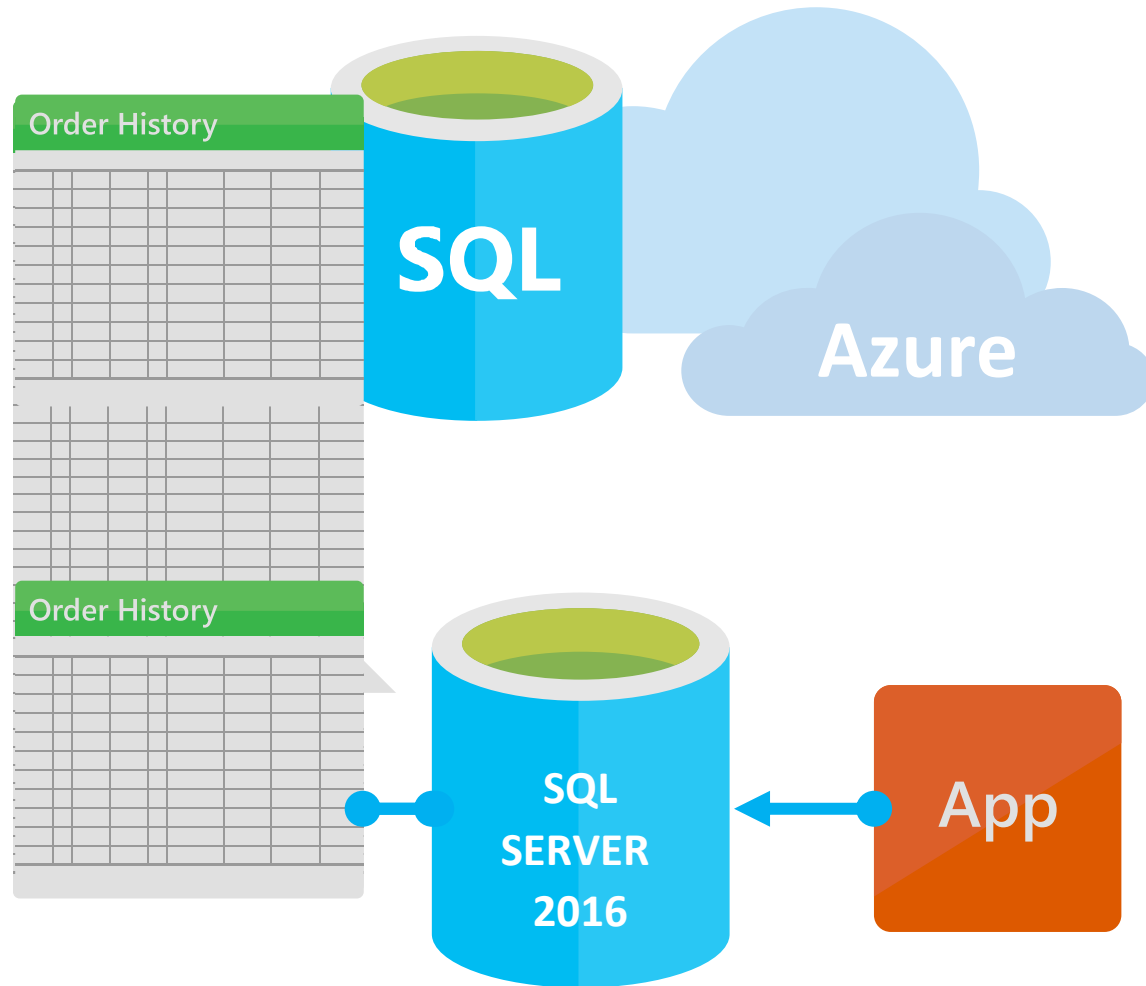 Order History
SQL
Azure
Order History
SQL
SERVER
2016
App